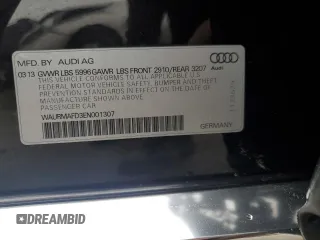 MFD. BY AUDI AG
03 13 GVWR LBS 5996 GAWR LBS FRONT 2910/REAR 3207
THIS VEHICLE CONFORMS TO ALL APPLICABLE
FEDERAL MOTOR VEHICLE SAFETY, BUMPER,
AND THEFT PREVENTION STANDARDS IN
EFFECT ON THE DATE OF MANUFACTURE
SHOWN ABOVE.
PASSENGER CAR
WAURMAFD3EN001307
GERMANY
Audi
DREAMBID